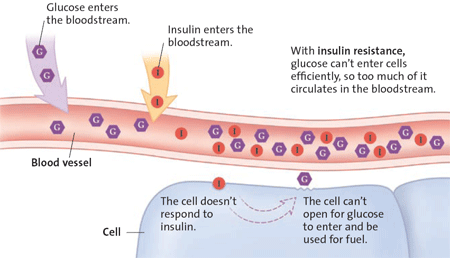 Glucose enters
the bloodstream.
Insulin enters the
bloodstream.
With insulin resistance,
glucose can't enter cells
efficiently, so too much of it
circulates in the bloodstream.
G
G
I
I
G G G G I G I G I G I G I G
I G I G I G I G I
Blood vessel
I
G
The cell doesn't
respond to
insulin.
The cell can't
open for glucose
to enter and be
used for fuel.
Cell